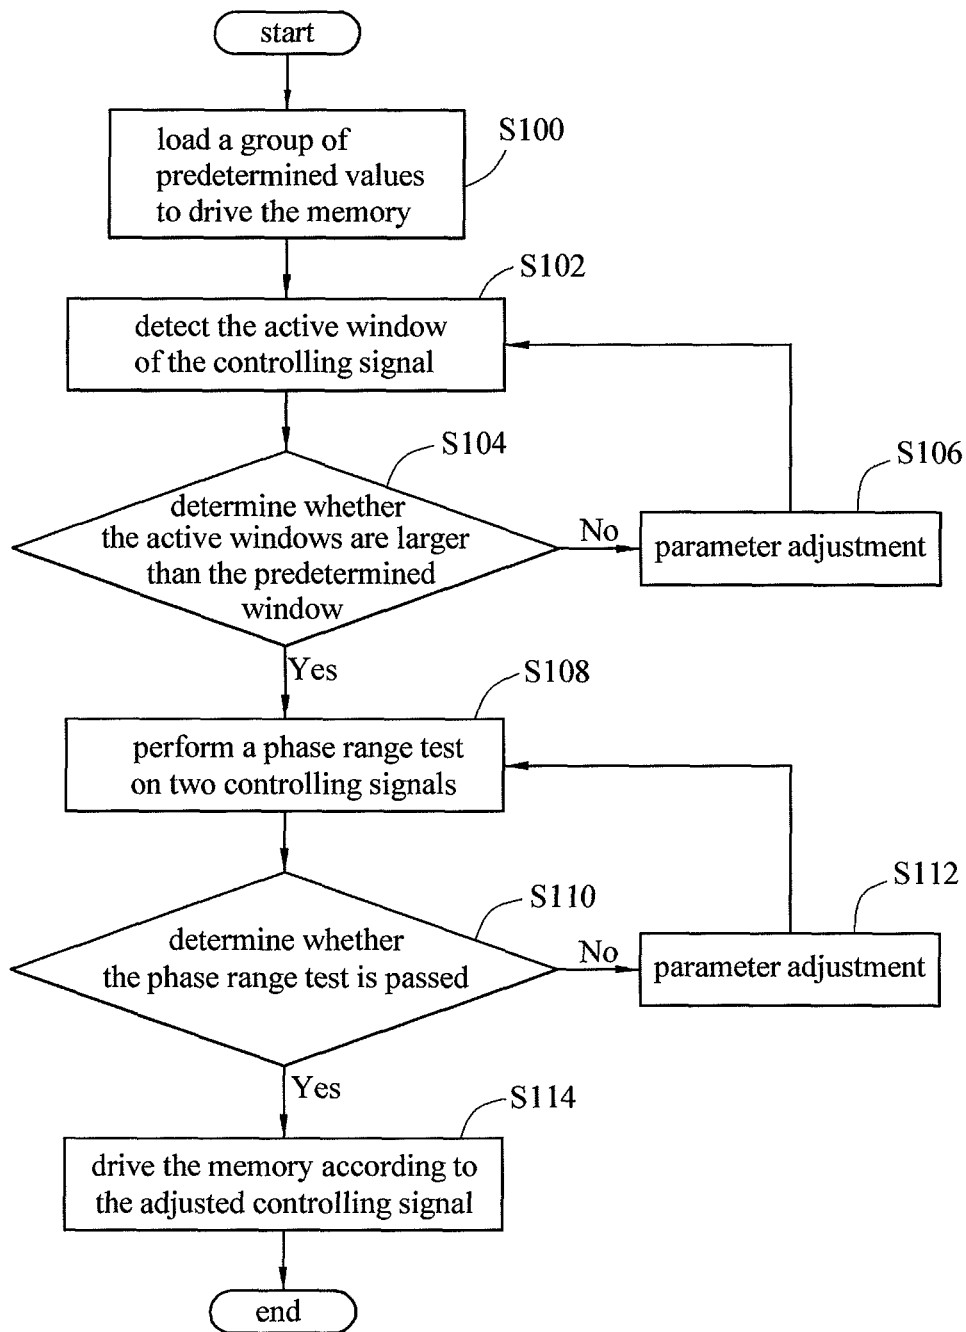 start
load a group of
predetermined values
to drive the memory
S100
S102
detect the active window
of the controlling signal
S104
determine whether
the active windows are larger
than the predetermined
window
No
S106
parameter adjustment
Yes
S108
perform a phase range test
on two controlling signals
S110
determine whether
the phase range test is passed
No
S112
parameter adjustment
Yes
S114
drive the memory according to
the adjusted controlling signal
end